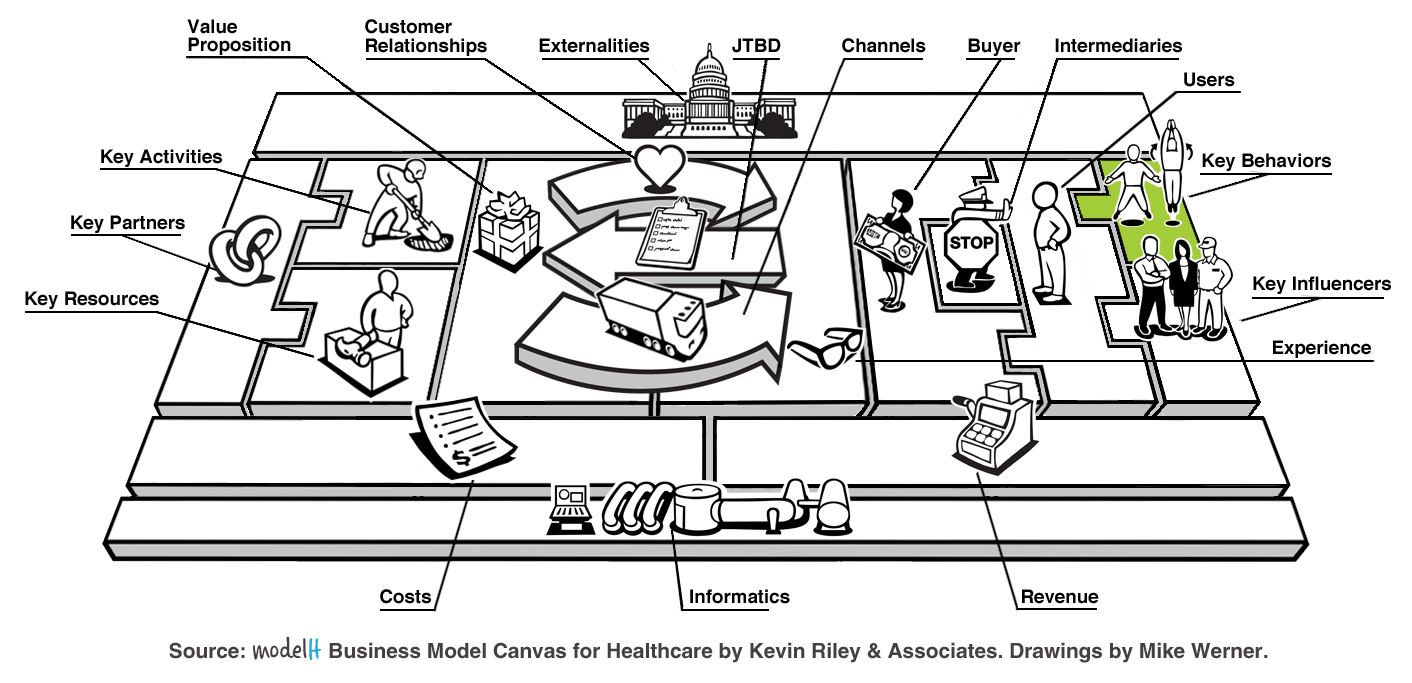 Value
Proposition
Customer
Relationships
Externalities
JTBD
Channels
Buyer
Intermediaries
Users
Key Activities
Key Behaviors
Key Partners
STOP
Key Resources
Key Influencers
Experience
$
Costs
Informatics
Revenue
Source: modelH Business Model Canvas for Healthcare by Kevin Riley & Associates. Drawings by Mike Werner.